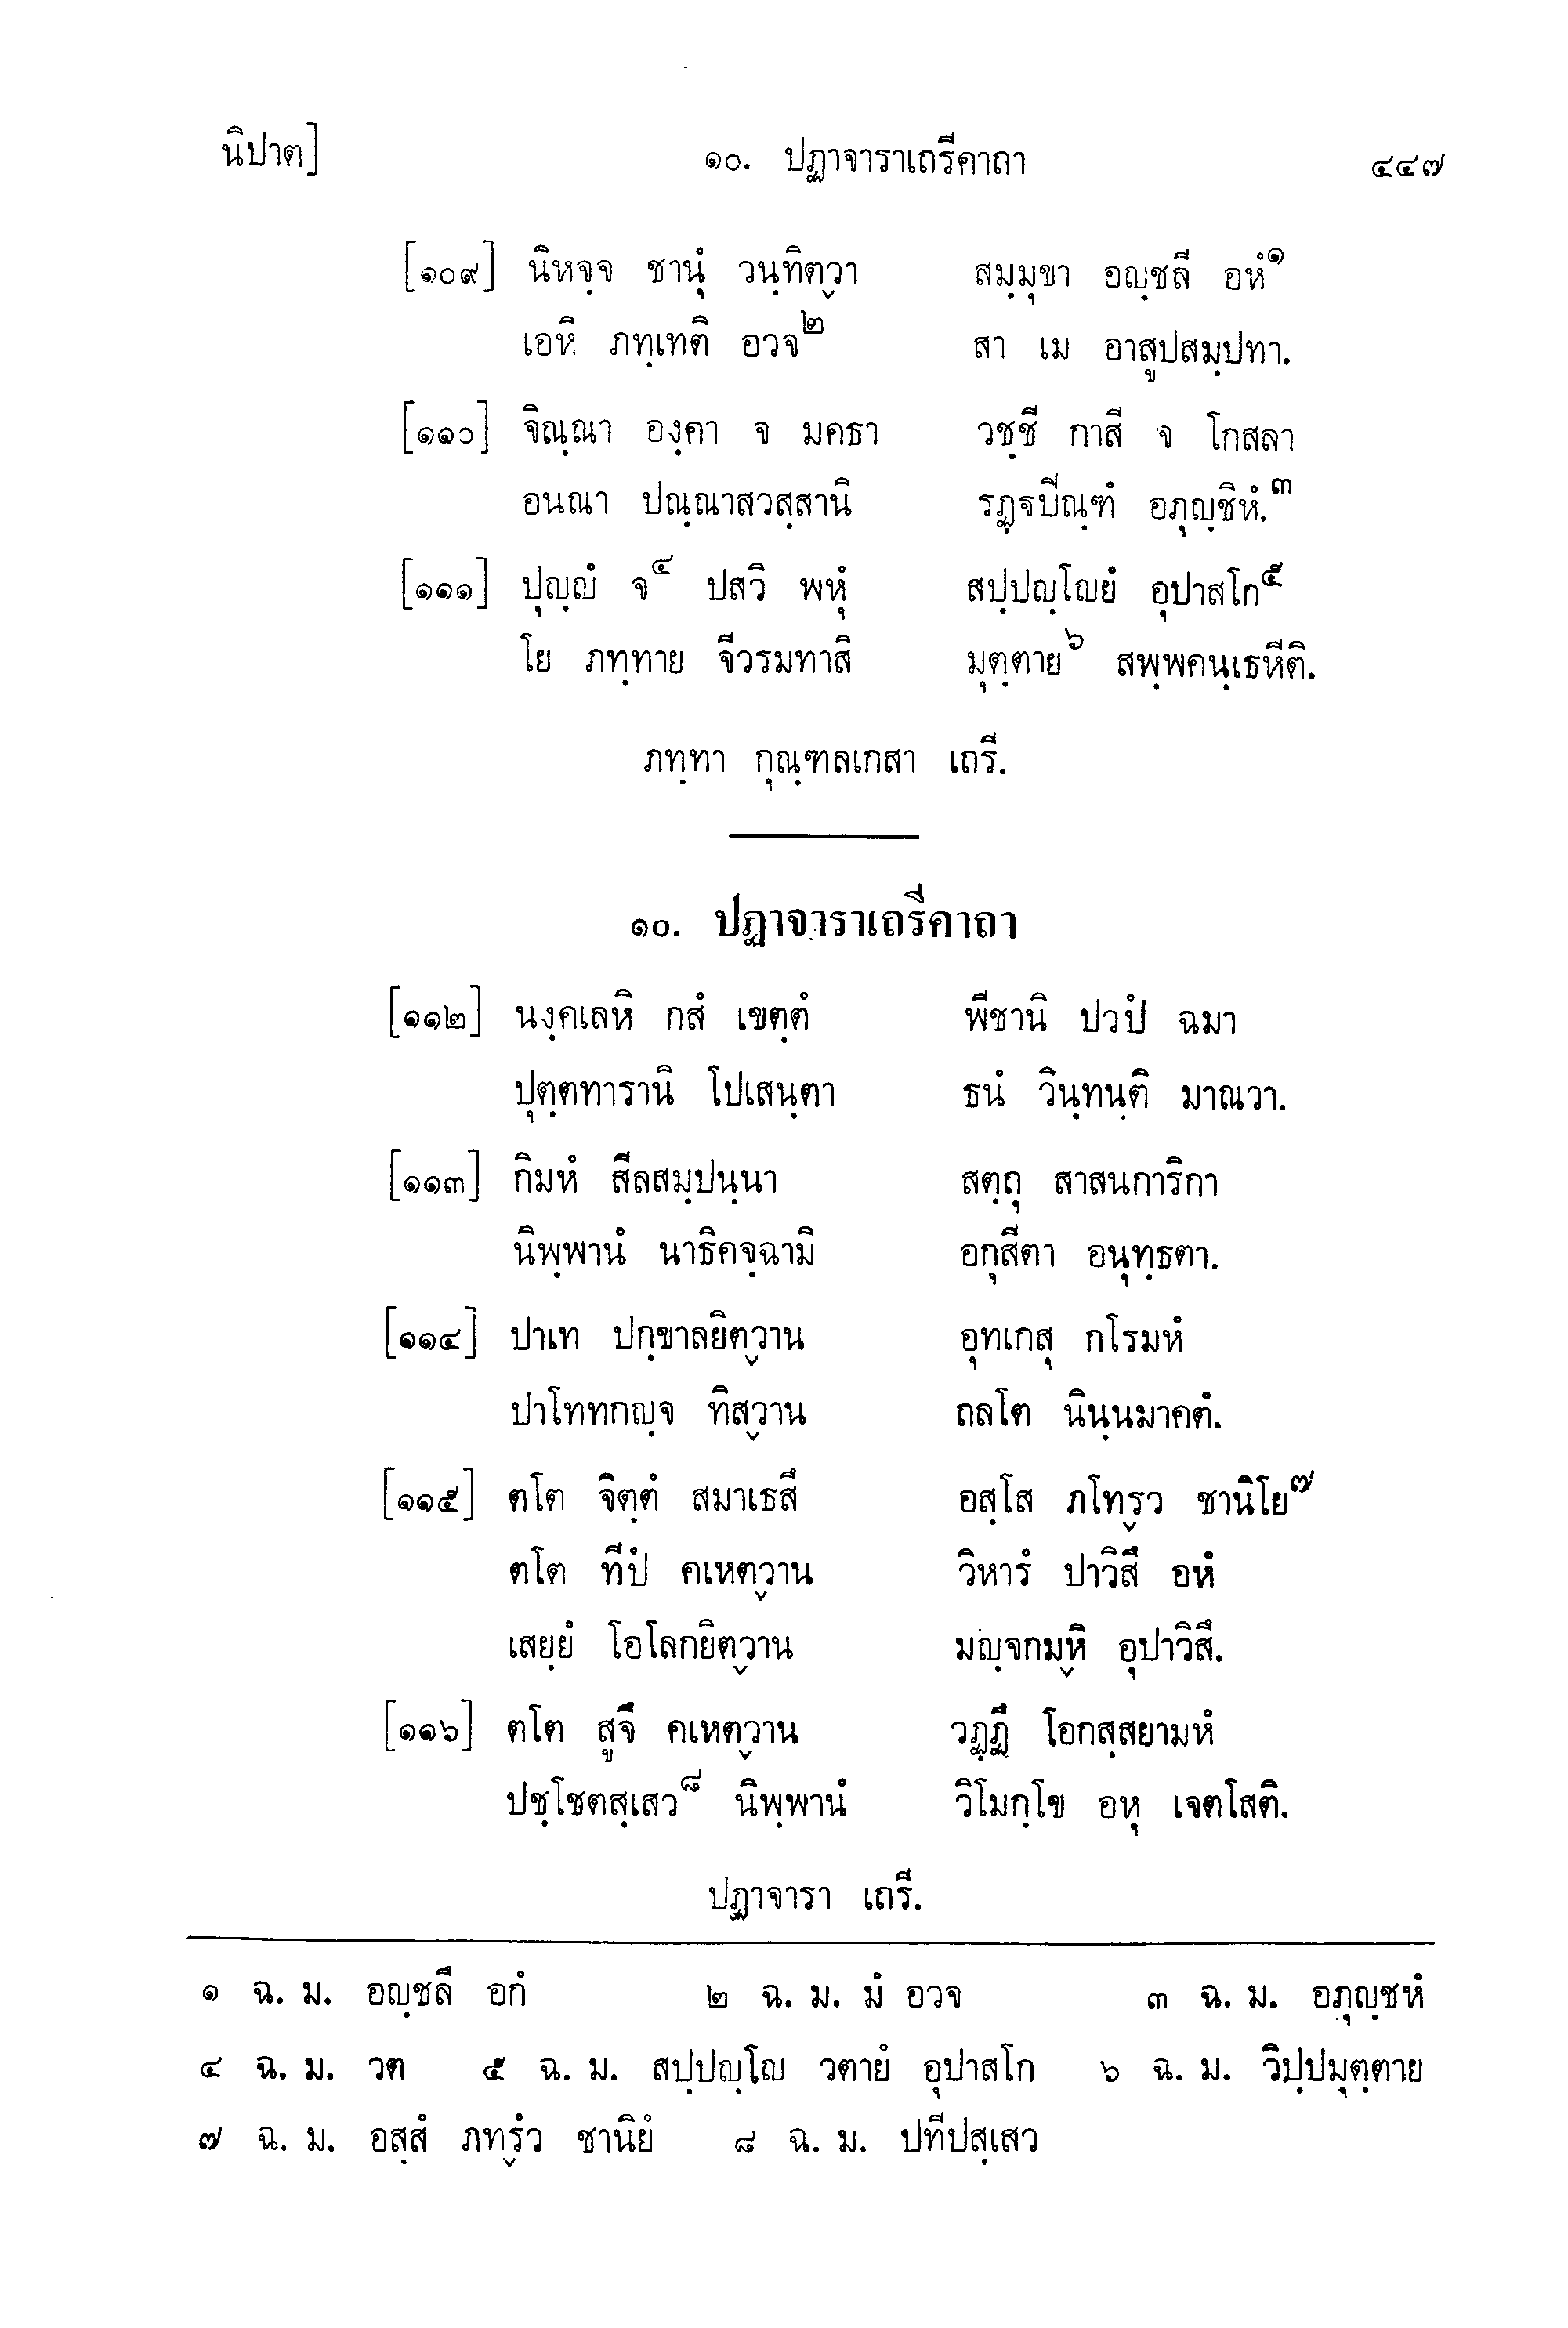 นิปาต] ๑๐. ปฏาจาราเถรีคาถา ๔๔๗
[๑๐๙] นิหจฺจ ชานุํ วนฺทิตฺวา สมฺมุขา อญฺชลี อหํ๑
เอหิ ภทฺเทติ อวจ๒ สา เม อาสูปสมฺปทา.
[๑๑๐] จิณฺณา องฺคา จ มคธา วชฺชี กาสี จ โกสลา
อนณา ปณฺณาสวสฺสานิ รฏฺฐปิณฺฑํ อภุญฺชิหํ.๓
[๑๑๑] ปุญฺญํ จ๔ ปสวิ พหุํ สปฺปญฺโญยํ อุปาสโก๕
โย ภทฺทาย จีวรมทาสิ มุตฺตาย๖ สพฺพคนฺเธหีติ.
ภทฺทา กุณฺฑลเกสา เถรี.
๑๐. ปฏาจาราเถรีคาถา
[๑๑๒] นงฺคเลหิ กสํ เขตฺตํ พีชานิ ปวปํ ฉมา
ปุตฺตทารานิ โปเสนฺตา ธนํ วินฺทนฺติ มาณวา.
[๑๑๓] กิมหํ สีลสมฺปนฺนา สตฺถุ สาสนการิกา
นิพฺพานํ นาธิคจฺฉามิ อกุสีตา อนุทฺธตา.
[๑๑๔] ปาเท ปกฺขาลยิตฺวาน อุทเกสุ กโรมหํ
ปาโททกญฺจ ทิสฺวาน ถลโต นินฺนมาคตํ.
[๑๑๕] ตโต จิตฺตํ สมาเธสึ อสฺโส ภโทฺรว ชานิโย๗
ตโต ทีปํ คเหตฺวาน วิหารํ ปาวิสึ อหํ
เสยฺยํ โอโลกยิตฺวาน มญฺจกมฺหิ อุปาวิสึ.
[๑๑๖] ตโต สูจึ คเหตฺวาน วฏฺฏึ โอกสฺสยามหํ
ปชฺโชตสฺเสว๘ นิพฺพานํ วิโมกฺโข อหุ เจตโสติ.
ปฏาจารา เถรี.
๑ ฉ. ม. อญฺชลึ อกํ ๒ ฉ. ม. มํ อวจ ๓ ฉ. ม. อภุญฺชหํ
๔ ฉ. ม. วต ๕ ฉ. ม. สปฺปญฺโญ วตายํ อุปาสโก ๖ ฉ. ม. วิปฺปมุตฺตาย
๗ ฉ. ม. อสฺสํ ภทฺรํว ชานิยํ ๘ ฉ. ม. ปทีปสฺเสว